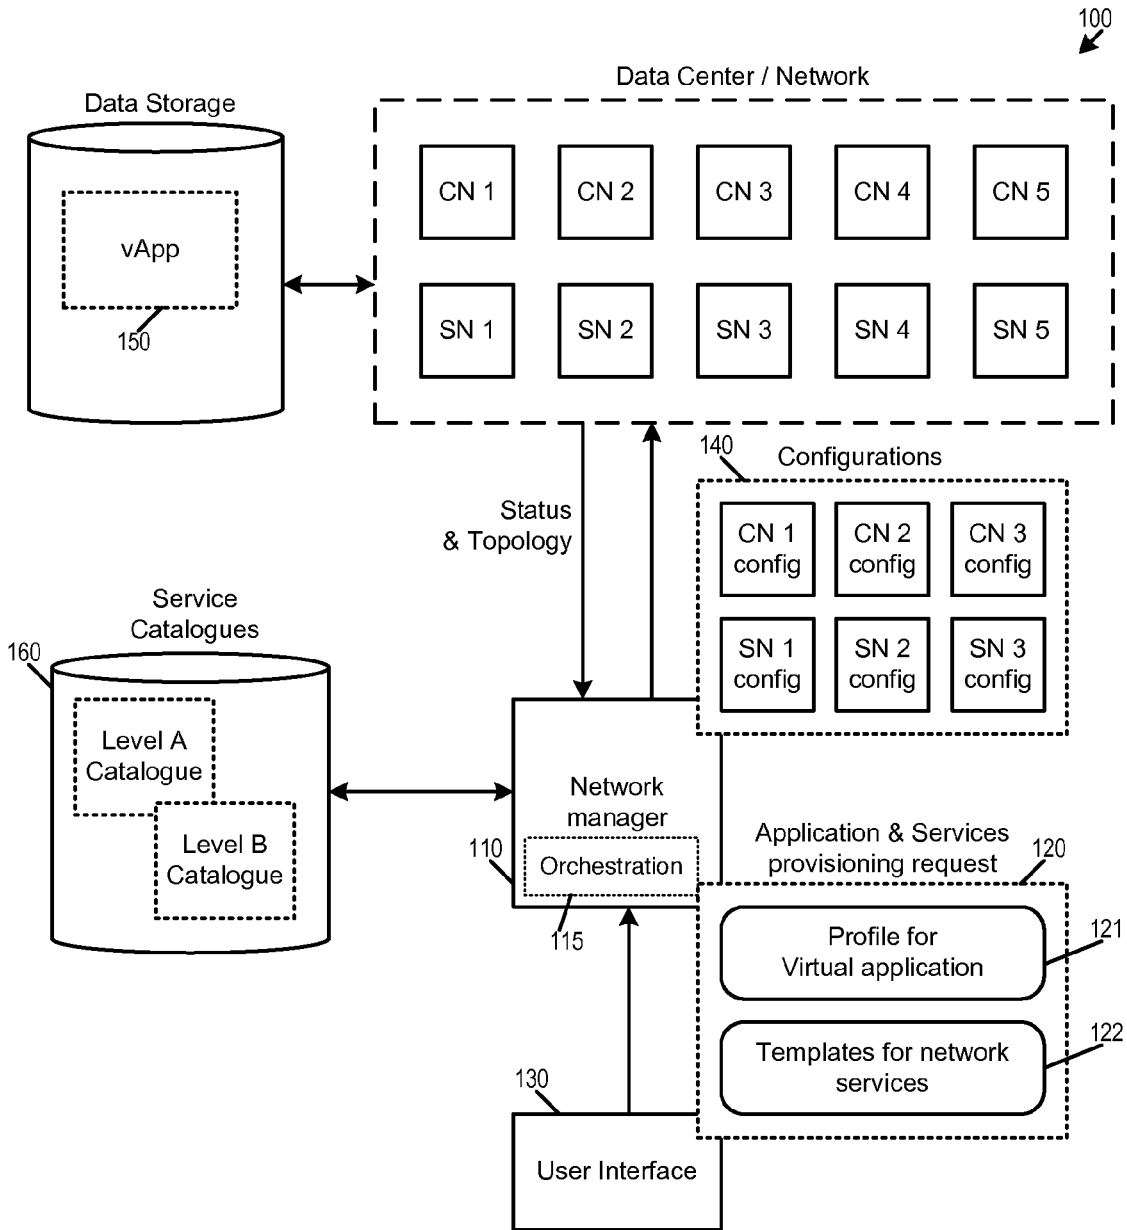 100
Data Center / Network
Data Storage
CN 1
CN 2
CN 3
CN 4
CN 5
vApp
150
SN 1
SN 2
SN 3
SN 4
SN 5
140
Configurations
Status
& Topology
CN 1
config
CN 2
config
CN 3
config
SN 1
config
SN 2
config
SN 3
config
Service
Catalogues
160
Level A
Catalogue
Level B
Catalogue
Network
manager
110
Orchestration
115
Application & Services
provisioning request
120
Profile for
Virtual application
121
Templates for network
services
122
130
User Interface